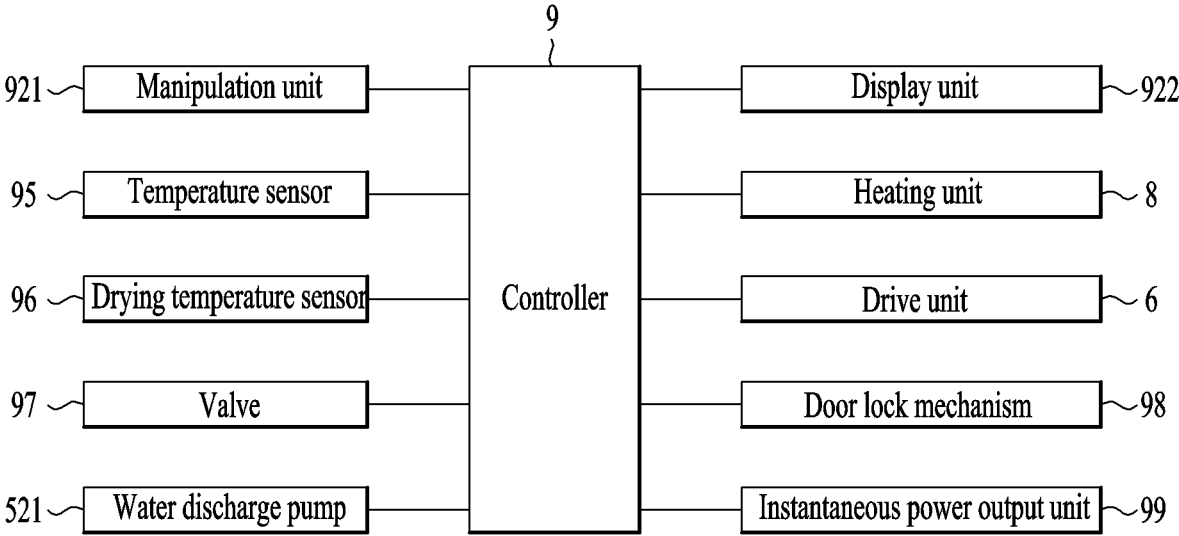 9
921 Manipulation unit Display unit 922
95 Temperature sensor Heating unit 8
96 Drying temperature sensor Controller Drive unit 6
97 Valve Door lock mechanism 98
521 Water discharge pump Instantaneous power output unit 99